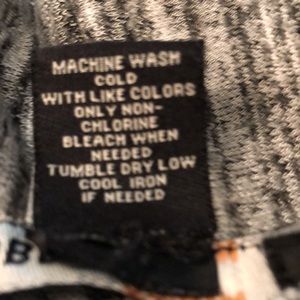 MACHINE WASH
COLD
WITH LIKE COLORS
ONLY NON-
CHLORINE
BLEACH WHEN
NEEDED
TUMBLE DRY LOW
COOL IRON
IF NEEDED
B